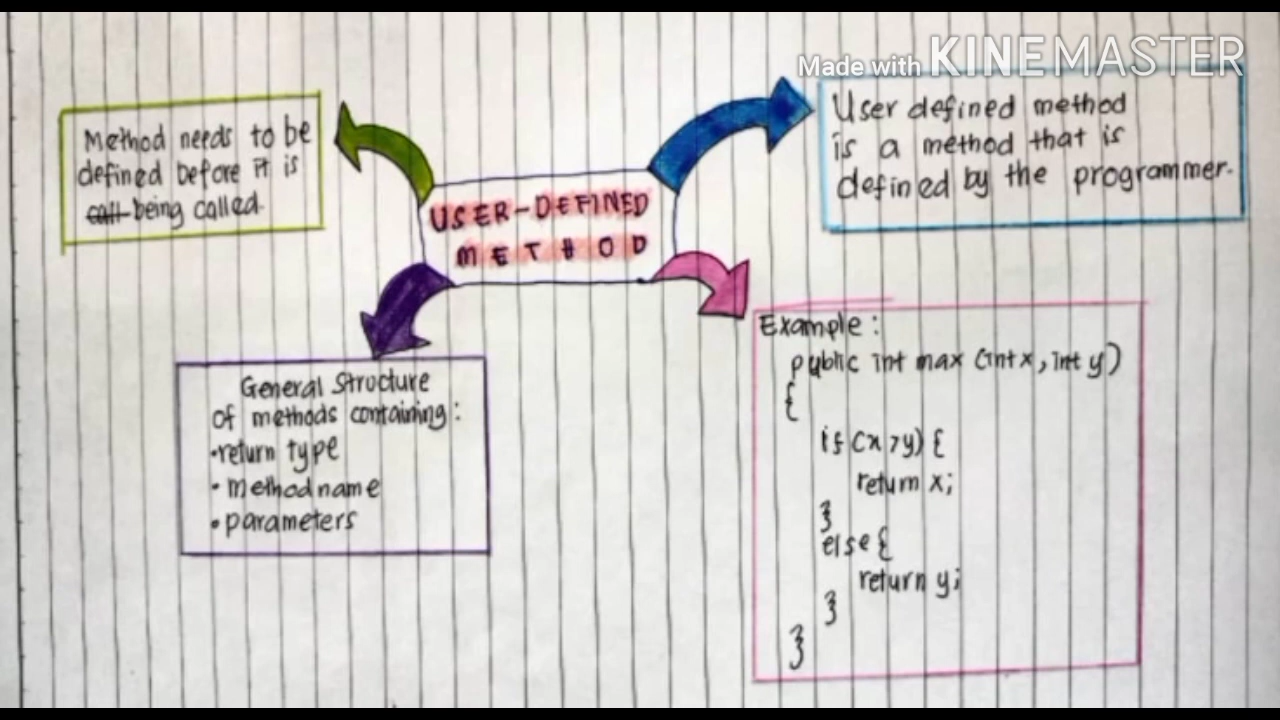 Made with KINEMASTER
User defined method
is a method that is
defined by the programmer.
Method needs to be
defined before it is
call being called.
USER-DEFINED
METHOD
General Structure
Of methods containing:
•return type
•method name
•parameters
Example:
public int max (int x, int y)
{
if (x>y) {
return x;
}
else {
return y;
}
}